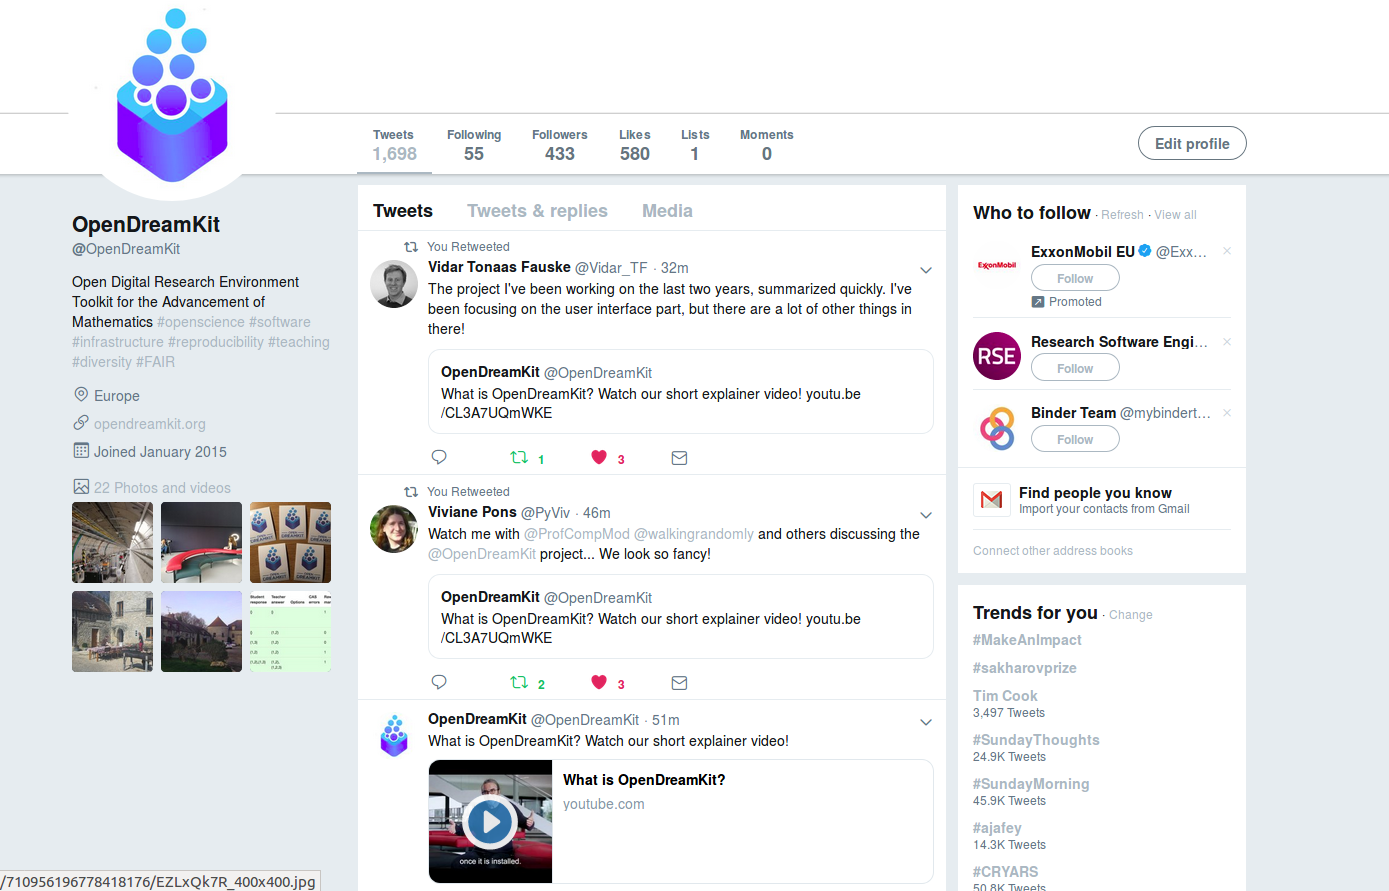 Tweets
1,698
Following
55
Followers
433
Likes
580
Lists
1
Moments
0
Edit profile
OpenDreamKit
@OpenDreamKit
Open Digital Research Environment
Toolkit for the Advancement of
Mathematics #openscience #software
#infrastructure #reproducibility #teaching
#diversity #FAIR
Europe
opendreamkit.org
Joined January 2015
22 Photos and videos
OPEN
DREAMKIT
Student response
Teacher answer
Options
CAS errors
Tweets Tweets & replies Media
You Retweeted
Vidar Tonaas Fauske @Vidar_TF · 32m
The project I've been working on the last two years, summarized quickly. I've
been focusing on the user interface part, but there are a lot of other things in
there!
OpenDreamKit @OpenDreamKit
What is OpenDreamKit? Watch our short explainer video! youtu.be
/CL3A7UQmWKE
1 3
You Retweeted
Viviane Pons @PyViv · 46m
Watch me with @ProfCompMod @walkingrandomly and others discussing the
@OpenDreamKit project... We look so fancy!
OpenDreamKit @OpenDreamKit
What is OpenDreamKit? Watch our short explainer video! youtu.be
/CL3A7UQmWKE
2 3
OpenDreamKit @OpenDreamKit · 51m
What is OpenDreamKit? Watch our short explainer video!
What is OpenDreamKit?
youtube.com
once it is installed.
Who to follow · Refresh · View all
ExxonMobil
ExxonMobil EU @Exx...
Follow
Promoted
RSE
Research Software Engi...
Follow
Binder Team @mybindert...
Follow
Find people you know
Import your contacts from Gmail
Connect other address books
Trends for you · Change
#MakeAnImpact
#sakharovprize
Tim Cook
3,497 Tweets
#SundayThoughts
24.9K Tweets
#SundayMorning
45.9K Tweets
#ajafey
14.3K Tweets
#CRYARS
50.8K Tweets
/710956196778418176/EZLxQk7R_400x400.jpg